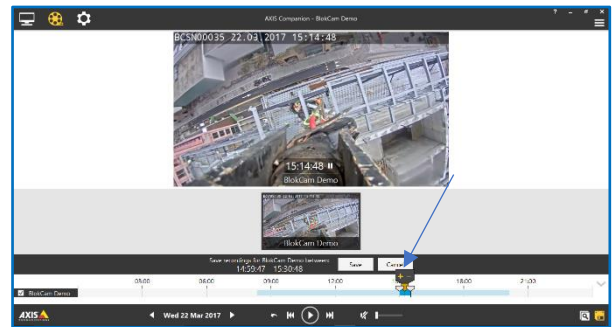 AXIS Companion - BlokCam Demo
BCSN00035 22.03.2017 15:14:48
15:14:48
BlokCam Demo
BlokCam Demo
Save recordings for BlokCam Demo between
14:59:47 15:30:48
Save
Cancel
03:00 06:00 09:00 12:00 18:00 21:00
BlokCam Demo
AXIS
Wed 22 Mar 2017